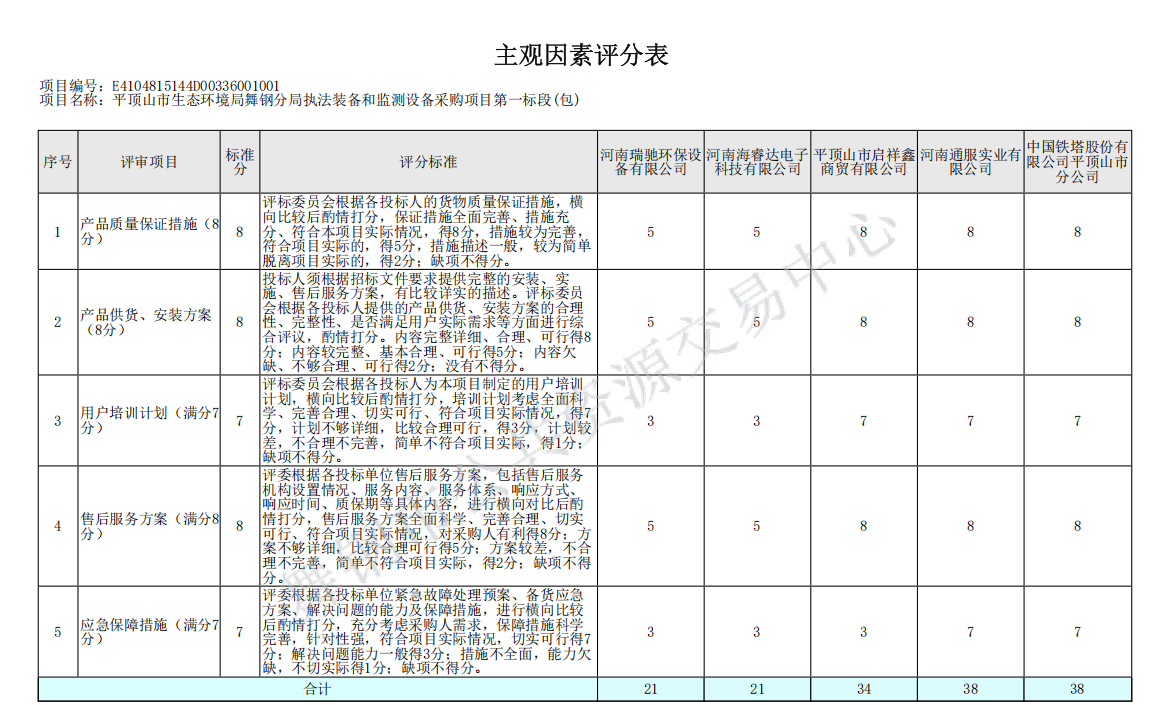 主观因素评分表
项目编号: E4104815144D00336001001
项目名称: 平顶山市生态环境局舞钢分局执法装备和监测设备采购项目第一标段(包)
序号 评审项目 标准分 评分标准 河南瑞驰环保设备有限公司 河南海睿达电子科技有限公司 平顶山市启祥鑫商贸有限公司 河南通服实业有限公司 中国铁塔股份有限公司平顶山市分公司
1 产品质量保证措施（8分） 8
评标委员会根据各投标人的货物质量保证措施，横
向比较后酌情打分，保证措施全面完善、措施充
分、符合本项目实际情况，得8分，措施较为完善，
符合项目实际的，得5分，措施描述一般，较为简单
脱离项目实际的，得2分；缺项不得分。
5 5 8 8 8
2 产品供货、安装方案（8分） 8
投标人须根据招标文件要求提供完整的安装、实
施、售后服务方案，有比较详实的描述。评标委员
会根据各投标人提供的产品供货、安装方案的合理
性、完整性、是否满足用户实际需求等方面进行综
合评议，酌情打分。内容完整详细、合理、可行得8
分；内容较完整、基本合理、可行得5分；内容欠
缺、不够合理、可行得2分；没有不得分。
5 5 8 8 8
3 用户培训计划（满分7分） 7
评标委员会根据各投标人为本项目制定的用户培训
计划，横向比较后酌情打分，培训计划考虑全面科
学、完善合理、切实可行、符合项目实际情况，得7
分，计划不够详细，比较合理可行，得3分，计划较
差，不合理不完善，简单不符合项目实际，得1分；
缺项不得分。
3 3 7 7 7
4 售后服务方案（满分8分） 8
评委根据各投标单位售后服务方案，包括售后服务
机构设置情况、服务内容、服务体系、响应方式、
响应时间、质保期等具体内容，进行横向对比后酌
情打分，售后服务方案全面科学、完善合理、切实
可行、符合项目实际情况，对采购人有利得8分；方
案不够详细，比较合理可行得5分；方案较差，不合
理不完善，简单不符合项目实际，得2分；缺项不得
分。
5 5 8 8 8
5 应急保障措施（满分7分） 7
评委根据各投标单位紧急故障处理预案、备货应急
方案、解决问题的能力及保障措施，进行横向比较
后酌情打分，充分考虑采购人需求，保障措施科学
完善，针对性强，符合项目实际情况，切实可行得7
分；解决问题能力一般得3分；措施不全面，能力欠
缺，不切实际得1分；缺项不得分。
3 3 3 7 7
合计 21 21 34 38 38
舞钢市公共资源交易中心